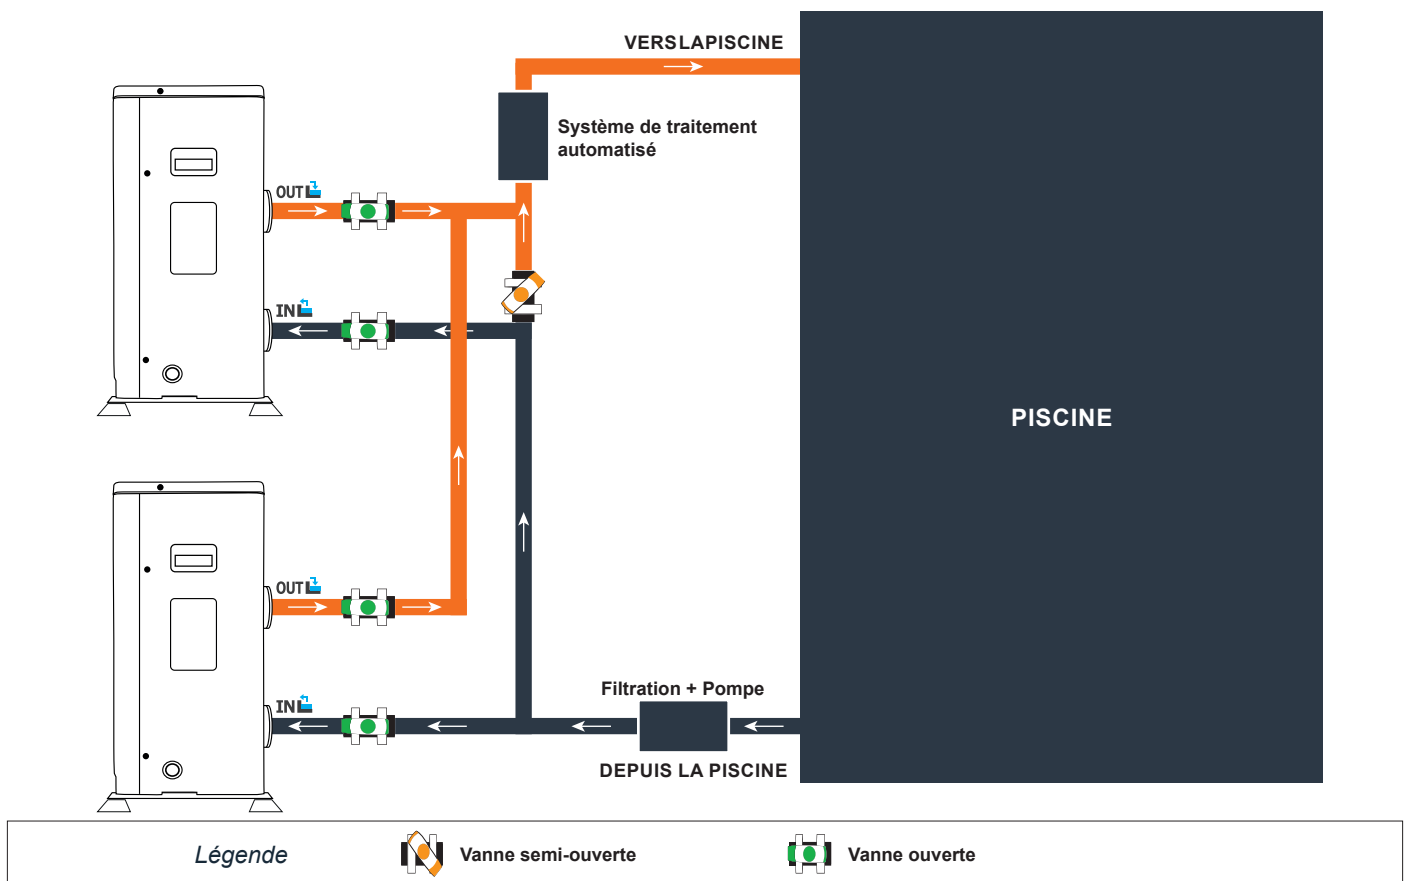 VERSLAPISCINE
Système de traitement
automatisé
OUT
IN
PISCINE
OUT
IN
Filtration + Pompe
DEPUIS LA PISCINE
Légende
Vanne semi-ouverte
Vanne ouverte